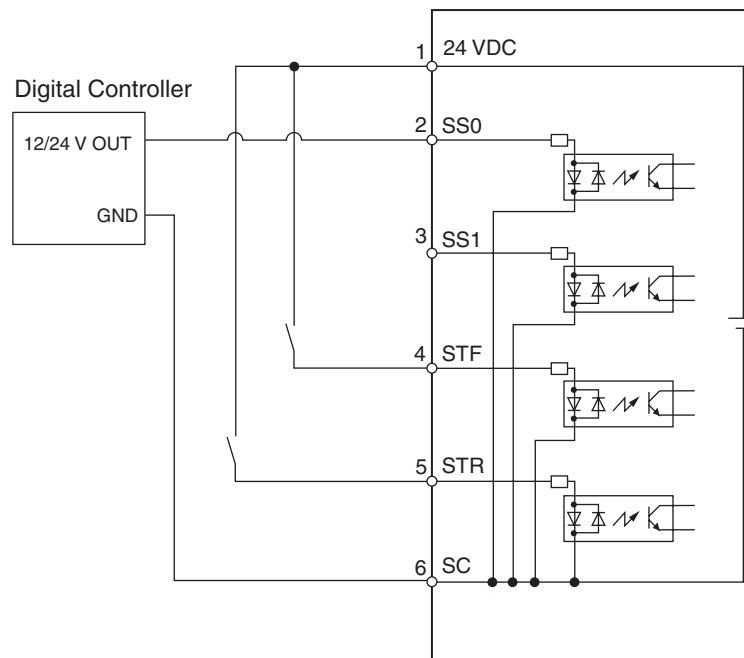 1 24 VDC
Digital Controller
12/24 V OUT
2 SS0
GND
3 SS1
4 STF
5 STR
6 SC